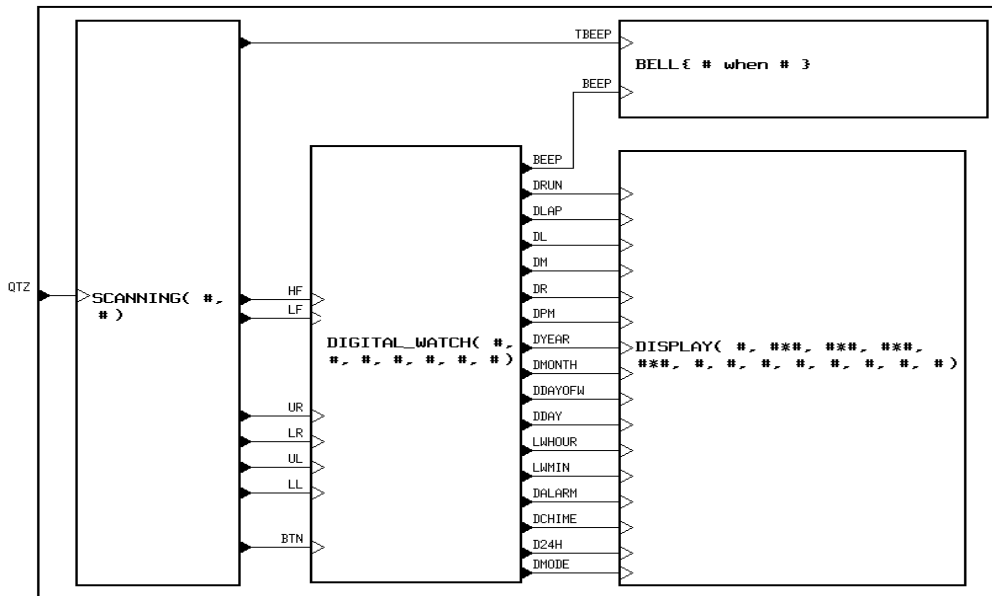 TBEEP
BELL{ # when # }
BEEP
BEEP
DRUN
DLAP
DL
DM
QTZ
SCANNING( #,
# )
HF
LF
DR
DPM
DIGITAL_WATCH( #,
#, #, #, #, #, # )
DYEAR
DISPLAY( #, #*#, #*#, #*#,
#*#, #, #, #, #, #, #, #, # )
DMONTH
DDAYOFW
UR
DDAY
LR
LWHOUR
UL
LWMIN
LL
DALARM
DCHIME
BTN
D24H
DMODE